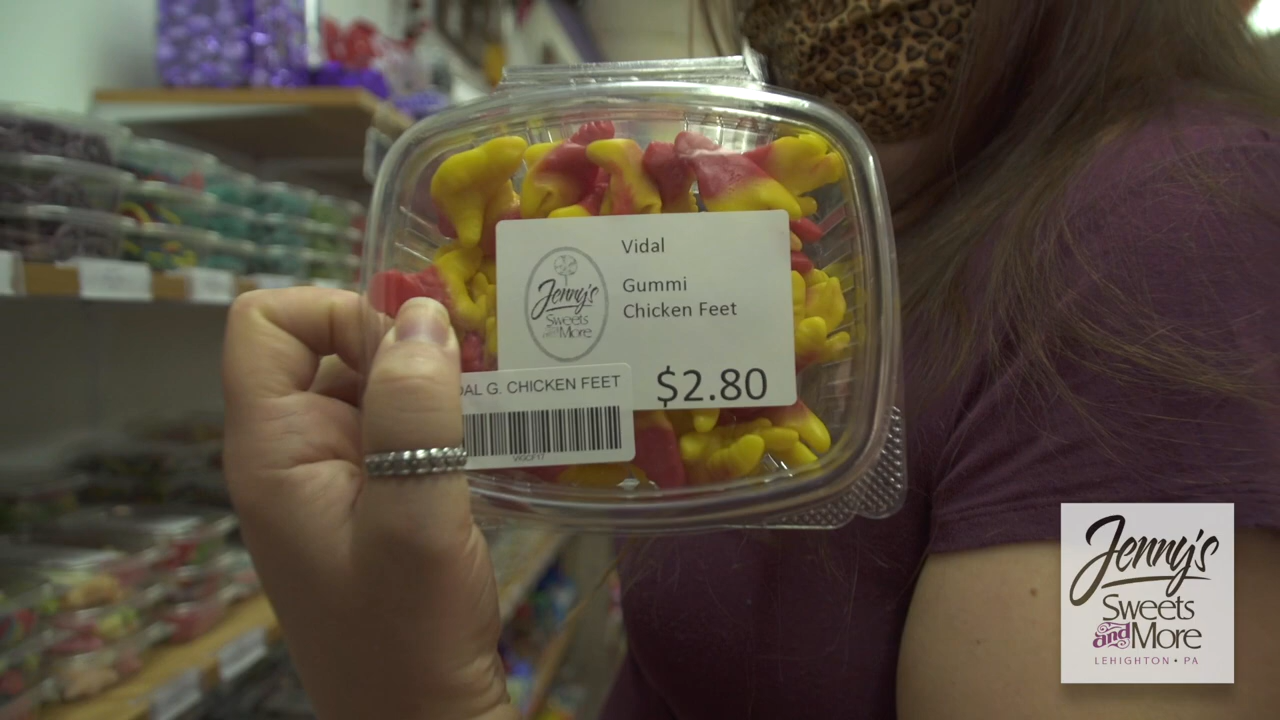 Vidal
Gummi
Chicken Feet
Jenny's
Sweets
and More
$2.80
DAL G. CHICKEN FEET
Jenny's
Sweets
and More
LEHIGHTON • PA